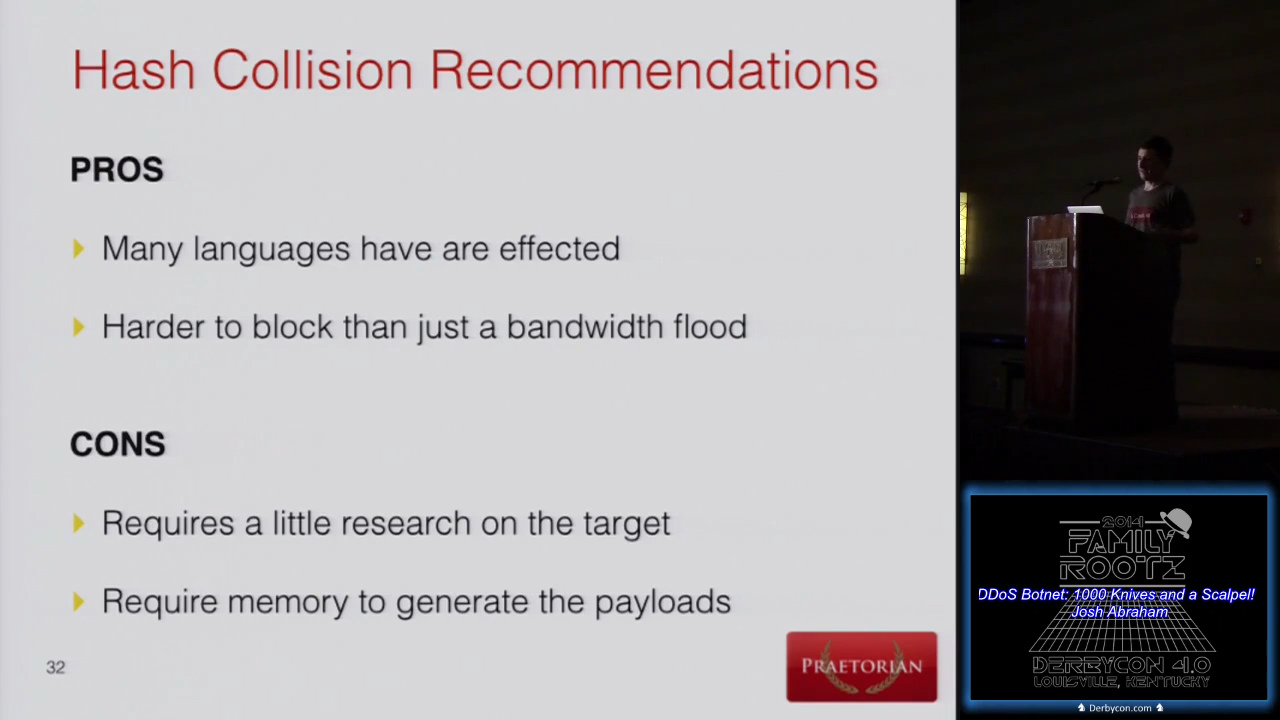 Hash Collision Recommendations
PROS
Many languages have are effected
Harder to block than just a bandwidth flood
CONS
Requires a little research on the target
Require memory to generate the payloads
32
PRAETORIAN
2014
FAMILY
ROOTZ
DDoS Botnet: 1000 Knives and a Scalpel!
Josh Abraham
DERBYCON 4.0
LOUISVILLE, KENTUCKY
Derbycon.com